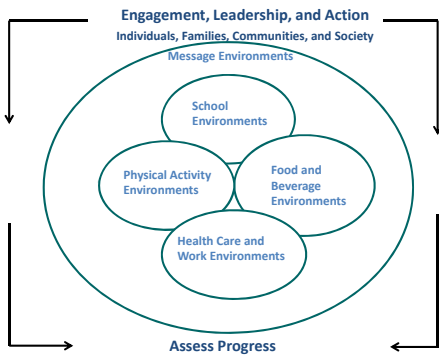 Engagement, Leadership, and Action
Individuals, Families, Communities, and Society
Message Environments
School
Environments
Physical Activity
Environments
Food and
Beverage
Environments
Health Care and
Work Environments
Assess Progress